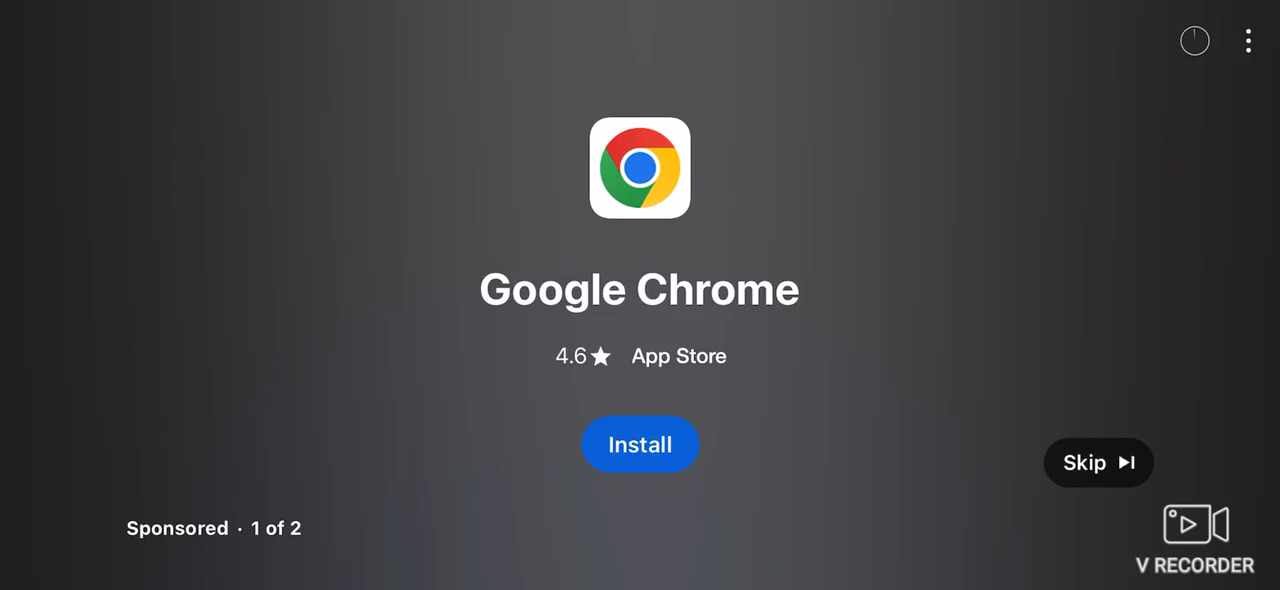 Google Chrome
4.6★ App Store
Install
Skip
Sponsored · 1 of 2
V RECORDER